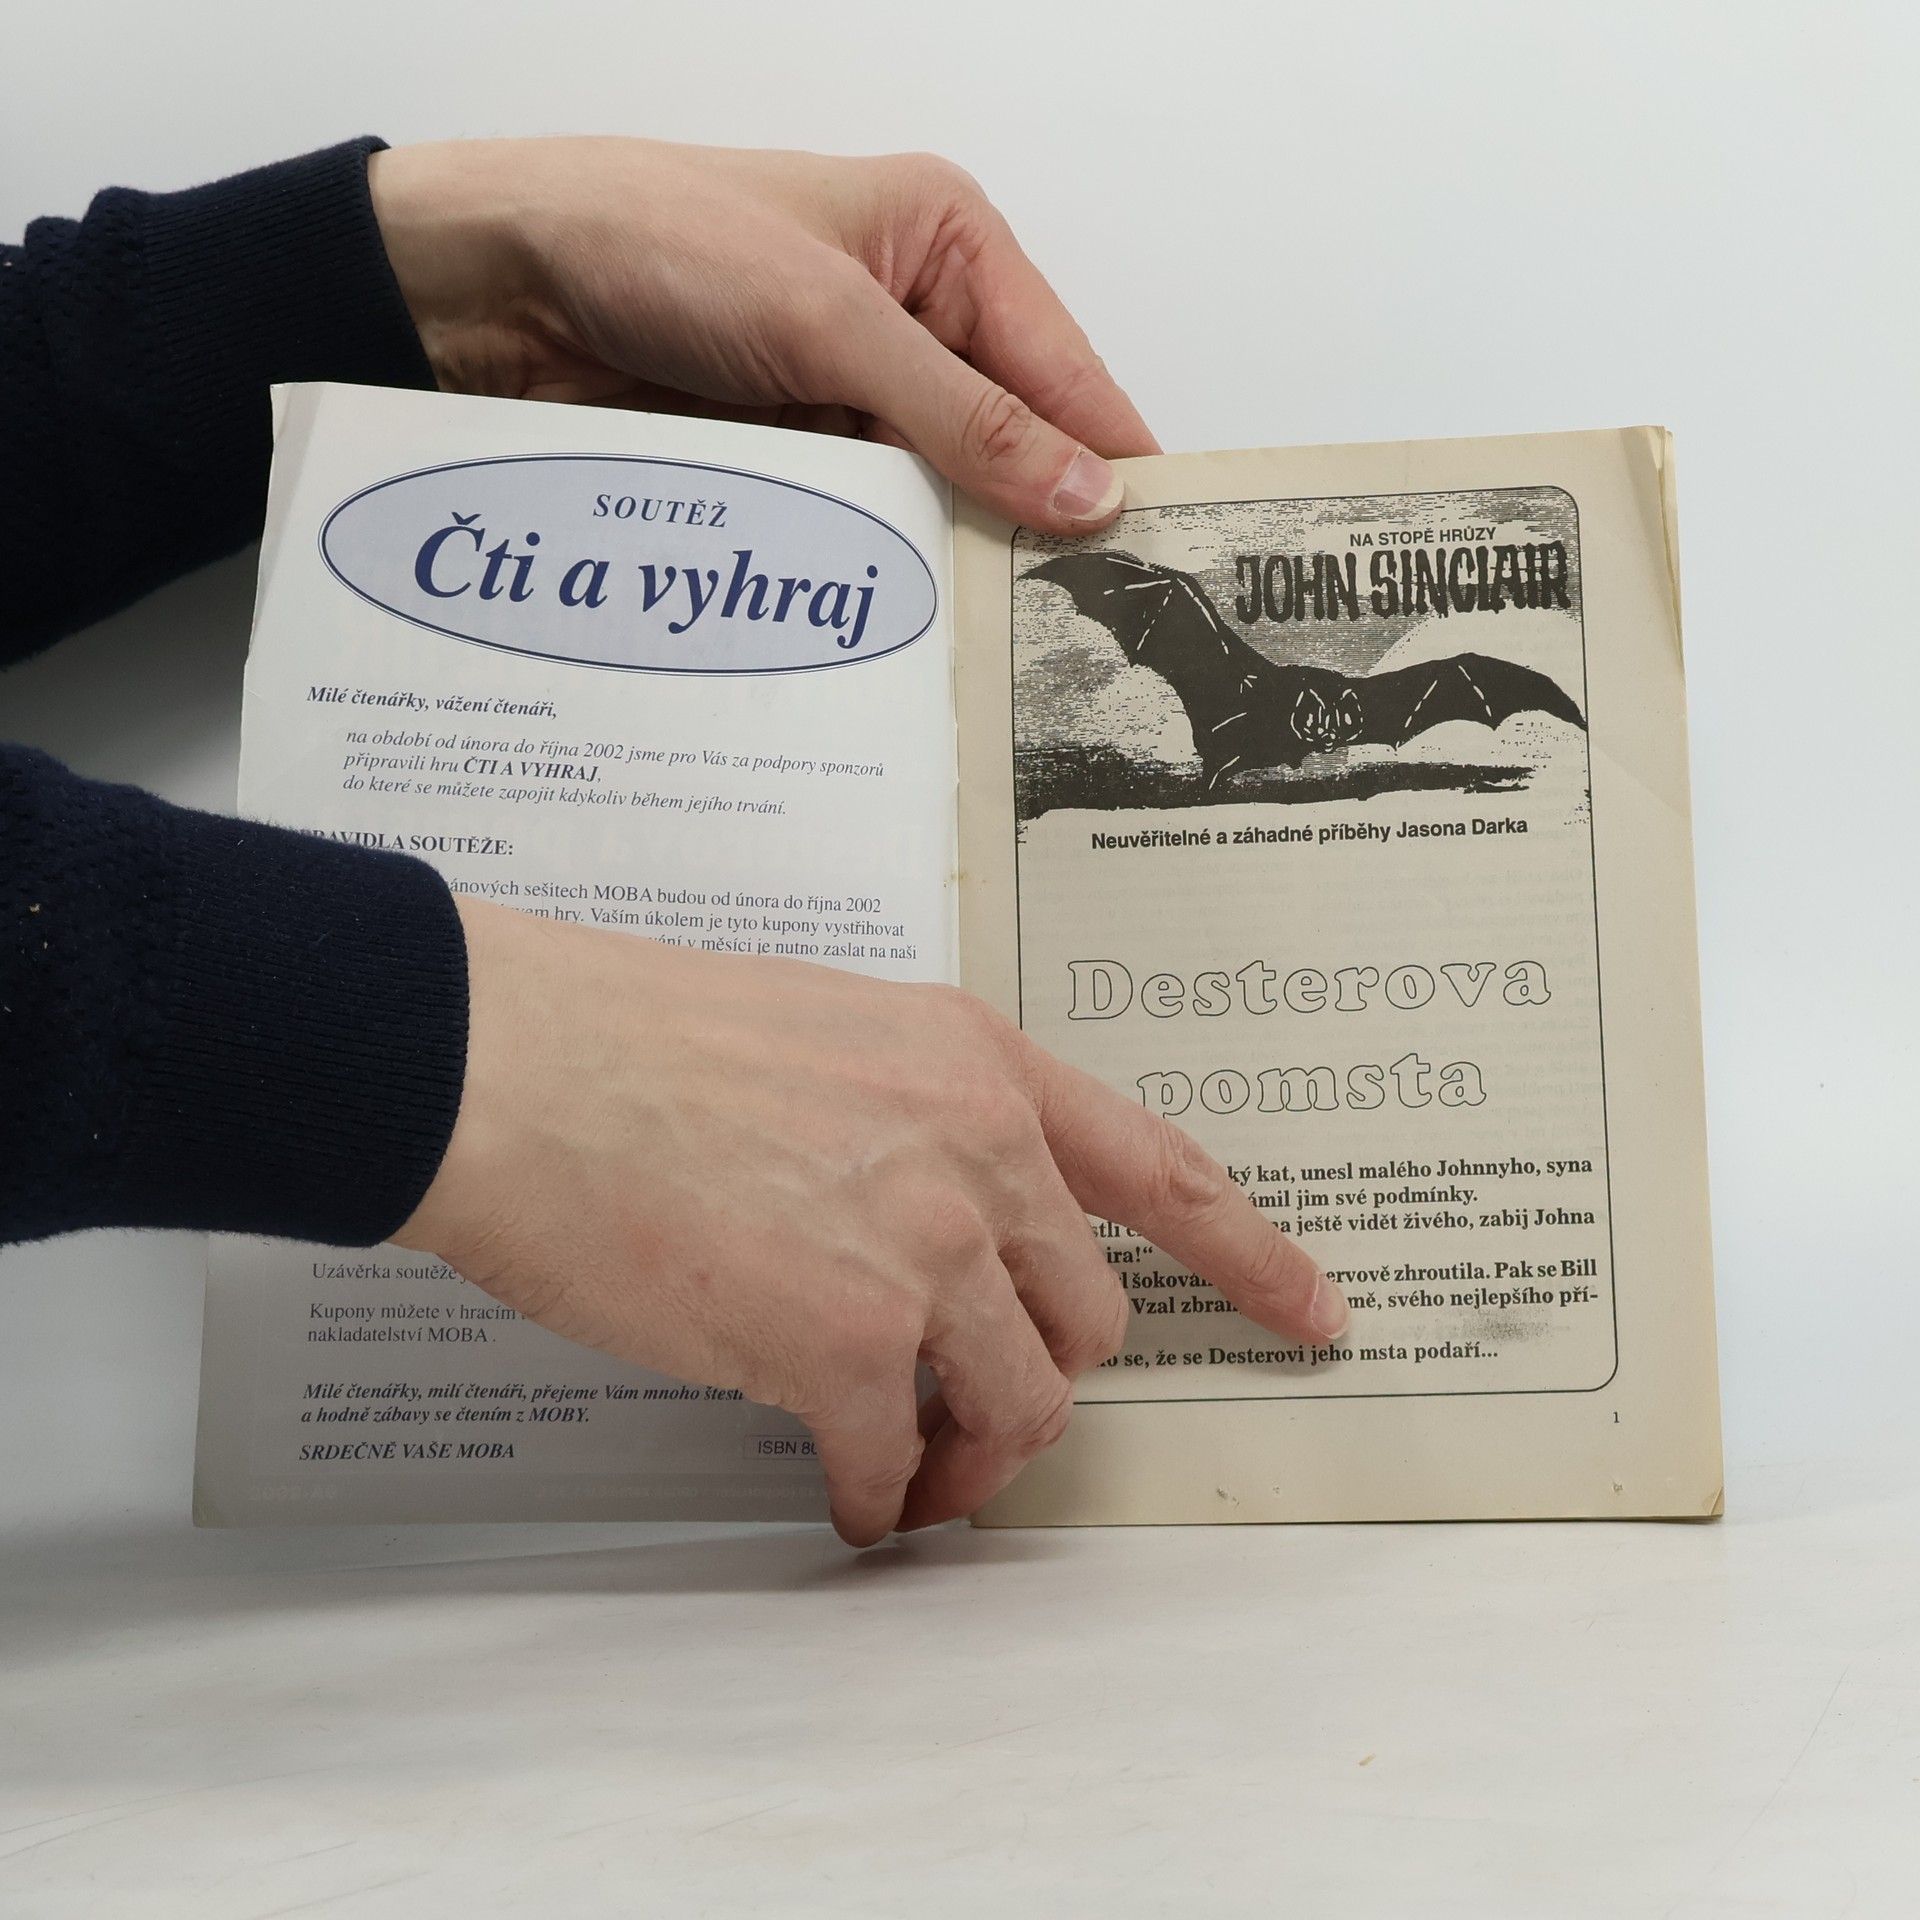 SOUTĚŽ
Čti a vyhraj
Milé čtenářky, vážení čtenáři,
na období od února do října 2002 jsme pro Vás za podpory sponzorů
připravili hru ČTI A VYHRAJ,
do které se můžete zapojit kdykoliv během jejího trvání.
PRAVIDLA SOUTĚŽE:
sešitech MOBA budou od února do října 2002
hry. Vaším úkolem je tyto kupony vystřihovat
v měsíci je nutno zaslat na naši
Uzávěrka soutěže
Kupony můžete v hracím
nakladatelství MOBA.
Milé čtenářky, milí čtenáři, přejeme Vám mnoho štěstí
a hodně zábavy se čtením z MOBY.
SRDEČNĚ VAŠE MOBA
ISBN 80
NA STOPĚ HRŮZY
JOHN SINCLAIR
Neuvěřitelné a záhadné příběhy Jasona Darka
Desterova
pomsta
kat, unesl malého Johnnyho, syna
jim své podmínky.
ještě vidět živého, zabij Johna
ira!“
zhroutila. Pak se Bill
Vzal svého nejlepšího pří-
se, že se Desterovi jeho msta podaří...
1